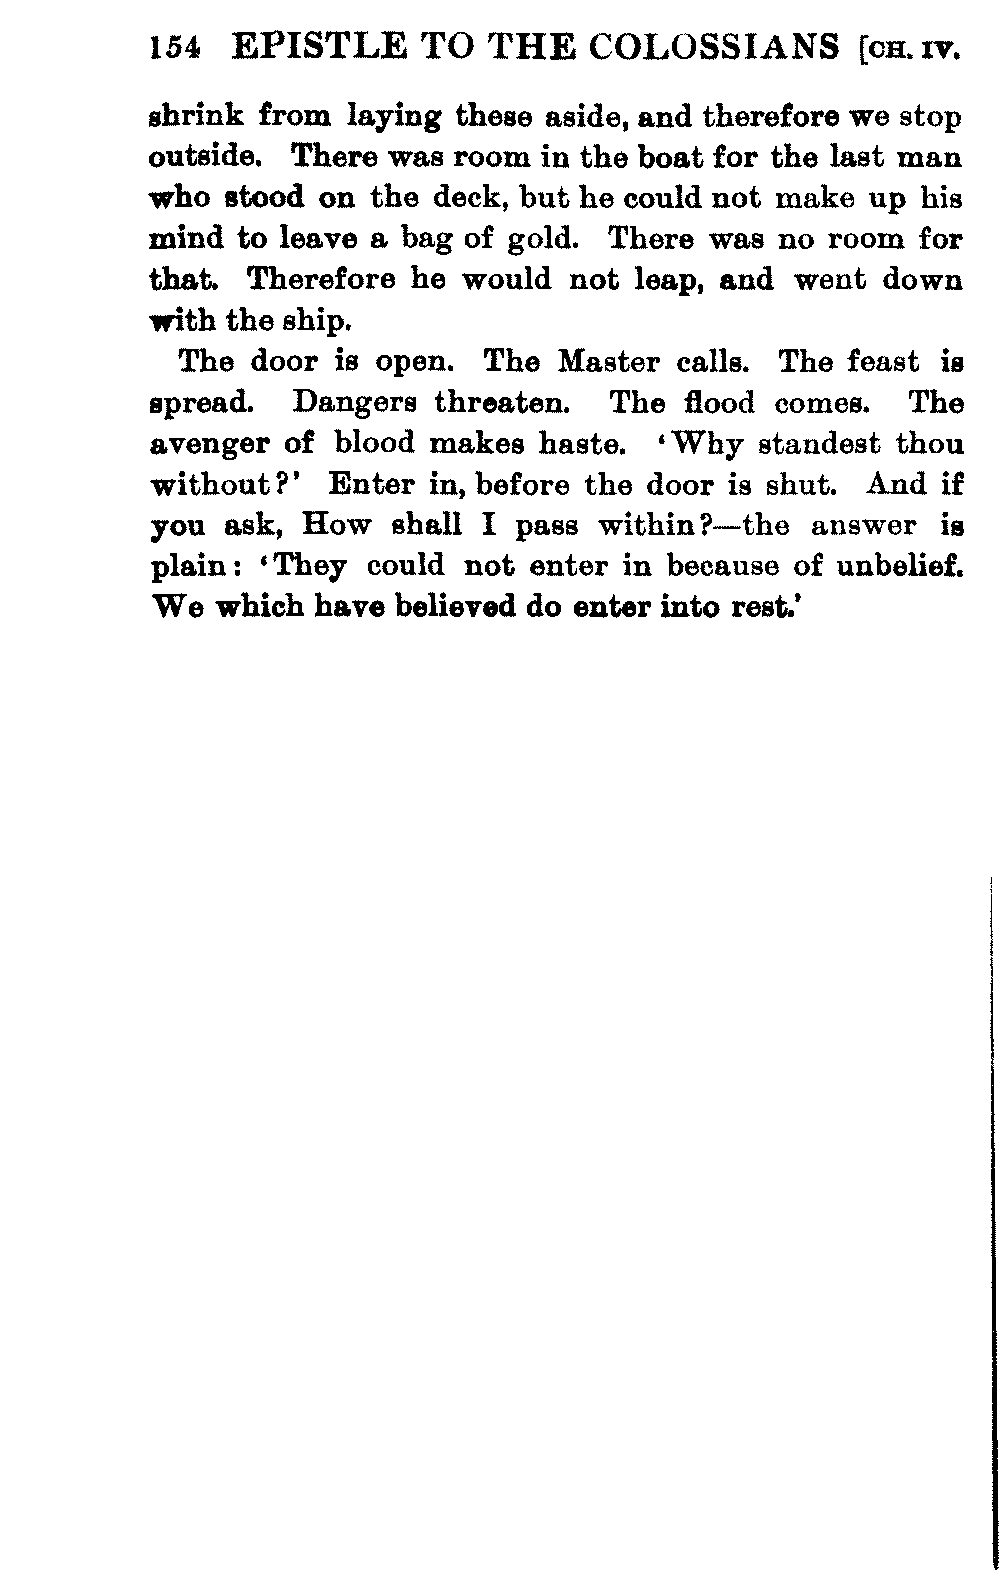 154 EPISTLE TO THE COLOSSIANS [CH. IV.
shrink from laying these aside, and therefore we stop
outside. There was room in the boat for the last man
who stood on the deck, but he could not make up his
mind to leave a bag of gold. There was no room for
that. Therefore he would not leap, and went down
with the ship.
The door is open. The Master calls. The feast is
spread. Dangers threaten. The flood comes. The
avenger of blood makes haste. ‘Why standest thou
without?’ Enter in, before the door is shut. And if
you ask, How shall I pass within?—the answer is
plain: ‘They could not enter in because of unbelief.
We which have believed do enter into rest.’